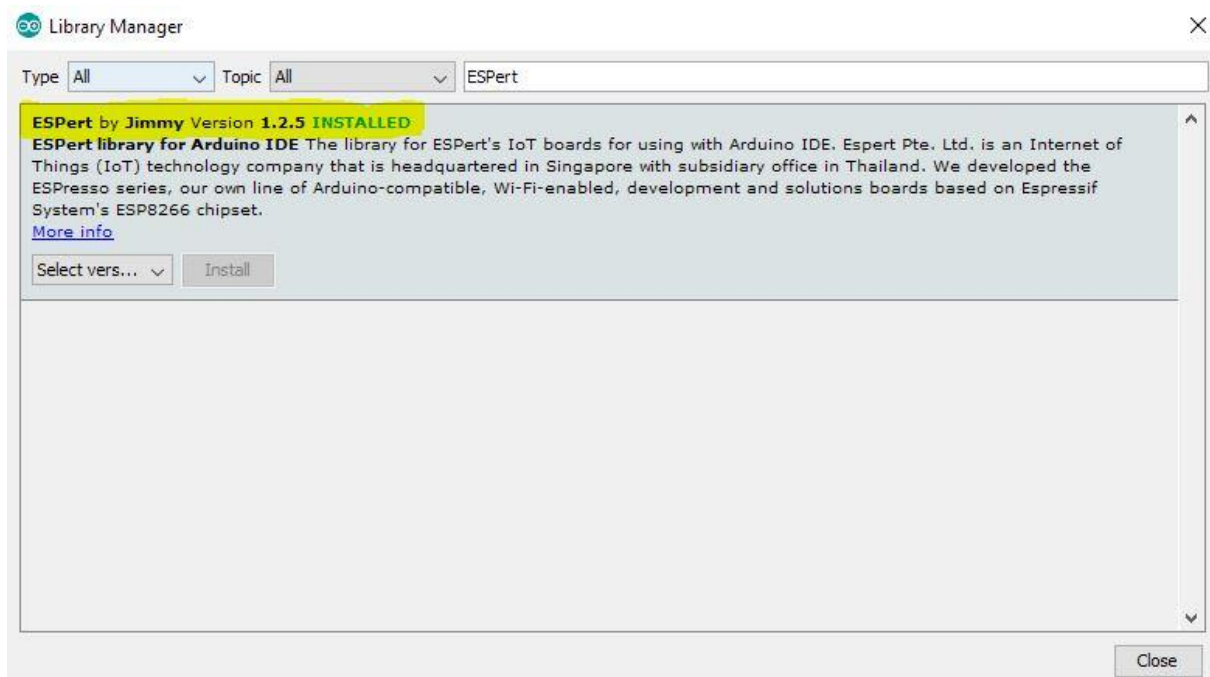 Library Manager
Type All Topic All ESPert
ESPert by Jimmy Version 1.2.5 INSTALLED
ESPert library for Arduino IDE The library for ESPert's IoT boards for using with Arduino IDE. Espert Pte. Ltd. is an Internet of
Things (IoT) technology company that is headquartered in Singapore with subsidiary office in Thailand. We developed the
ESPresso series, our own line of Arduino-compatible, Wi-Fi-enabled, development and solutions boards based on Espressif
System's ESP8266 chipset.
More info
Select vers... Install
Close